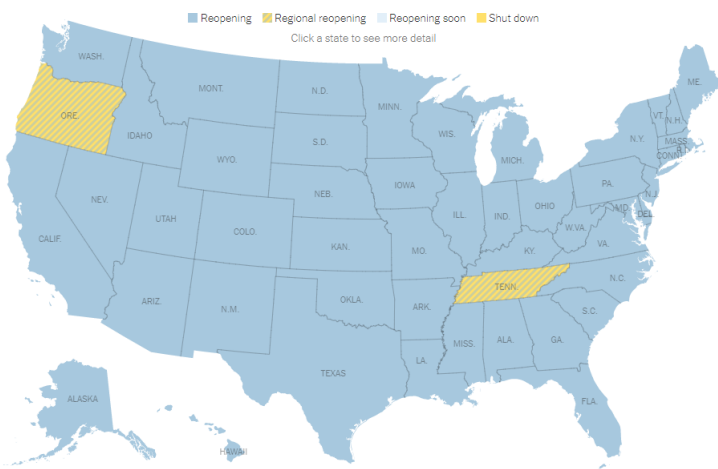 Reopening Regional reopening Reopening soon Shut down
Click a state to see more detail
WASH.
ORE.
IDAHO
MONT.
N.D.
MINN.
WIS.
MICH.
N.Y.
VT.
N.H.
ME.
MASS.
R.I.
CONN.
WYO.
S.D.
IOWA
NEB.
NEV.
UTAH
COLO.
KAN.
MO.
ILL.
IND.
OHIO
PA.
N.J.
MD.
DEL.
W.VA.
VA.
KY.
CALIF.
ARIZ.
N.M.
OKLA.
ARK.
TENN.
N.C.
S.C.
MISS.
ALA.
GA.
LA.
TEXAS
FLA.
ALASKA
HAWAII